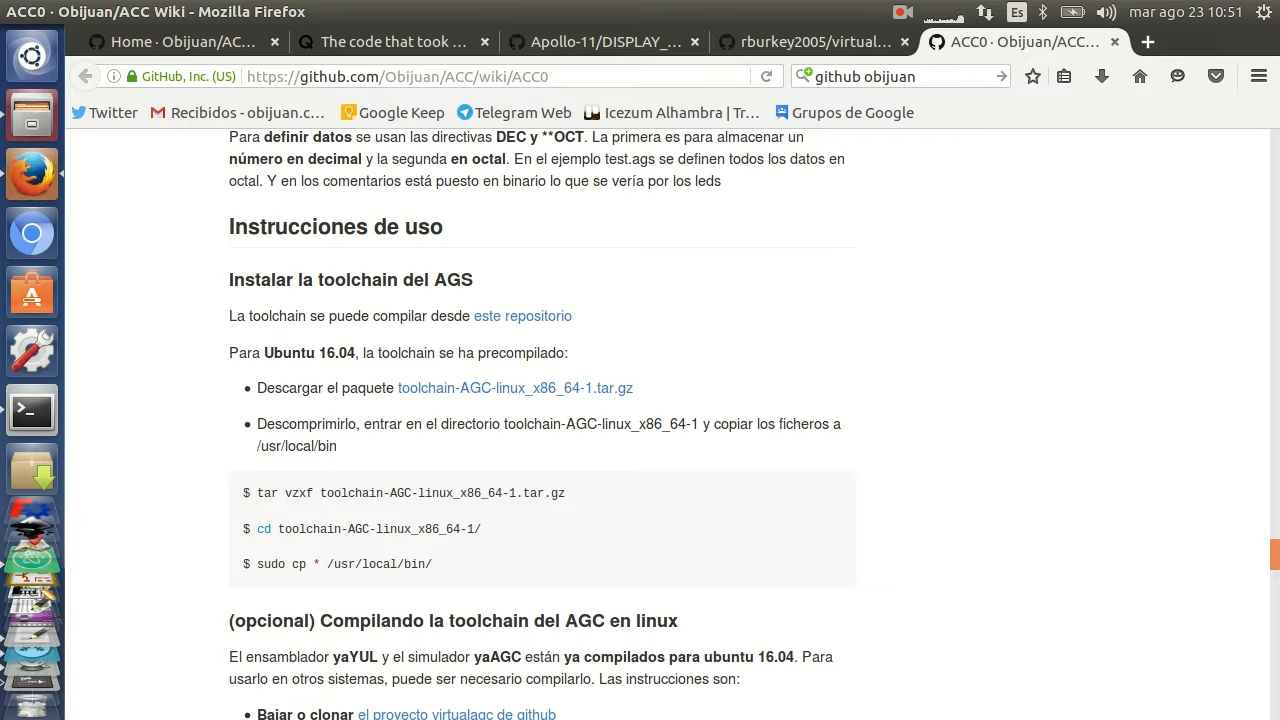 ACC0 · Obijuan/ACC Wiki - Mozilla Firefox
Es
mar ago 23 10:51
Home · Obijuan/AC...
The code that took ...
Apollo-11/DISPLAY_...
rburkey2005/virtual...
ACC0 · Obijuan/ACC...
GitHub, Inc. (US)
https://github.com/Obijuan/ACC/wiki/ACC0
github obijuan
Twitter
Recibidos - obijuan.c...
Google Keep
Telegram Web
Icezum Alhambra | Tr...
Grupos de Google
Para definir datos se usan las directivas DEC y **OCT. La primera es para almacenar un
número en decimal y la segunda en octal. En el ejemplo test.ags se definen todos los datos en
octal. Y en los comentarios está puesto en binario lo que se vería por los leds
Instrucciones de uso
Instalar la toolchain del AGS
La toolchain se puede compilar desde este repositorio
Para Ubuntu 16.04, la toolchain se ha precompilado:
• Descargar el paquete toolchain-AGC-linux_x86_64-1.tar.gz
• Descomprimirlo, entrar en el directorio toolchain-AGC-linux_x86_64-1 y copiar los ficheros a
/usr/local/bin
$ tar vzxf toolchain-AGC-linux_x86_64-1.tar.gz
$ cd toolchain-AGC-linux_x86_64-1/
$ sudo cp * /usr/local/bin/
(opcional) Compilando la toolchain del AGC en linux
El ensamblador yaYUL y el simulador yaAGC están ya compilados para ubuntu 16.04. Para
usarlo en otros sistemas, puede ser necesario compilarlo. Las instrucciones son:
• Bajar o clonar el proyecto virtualagc de github